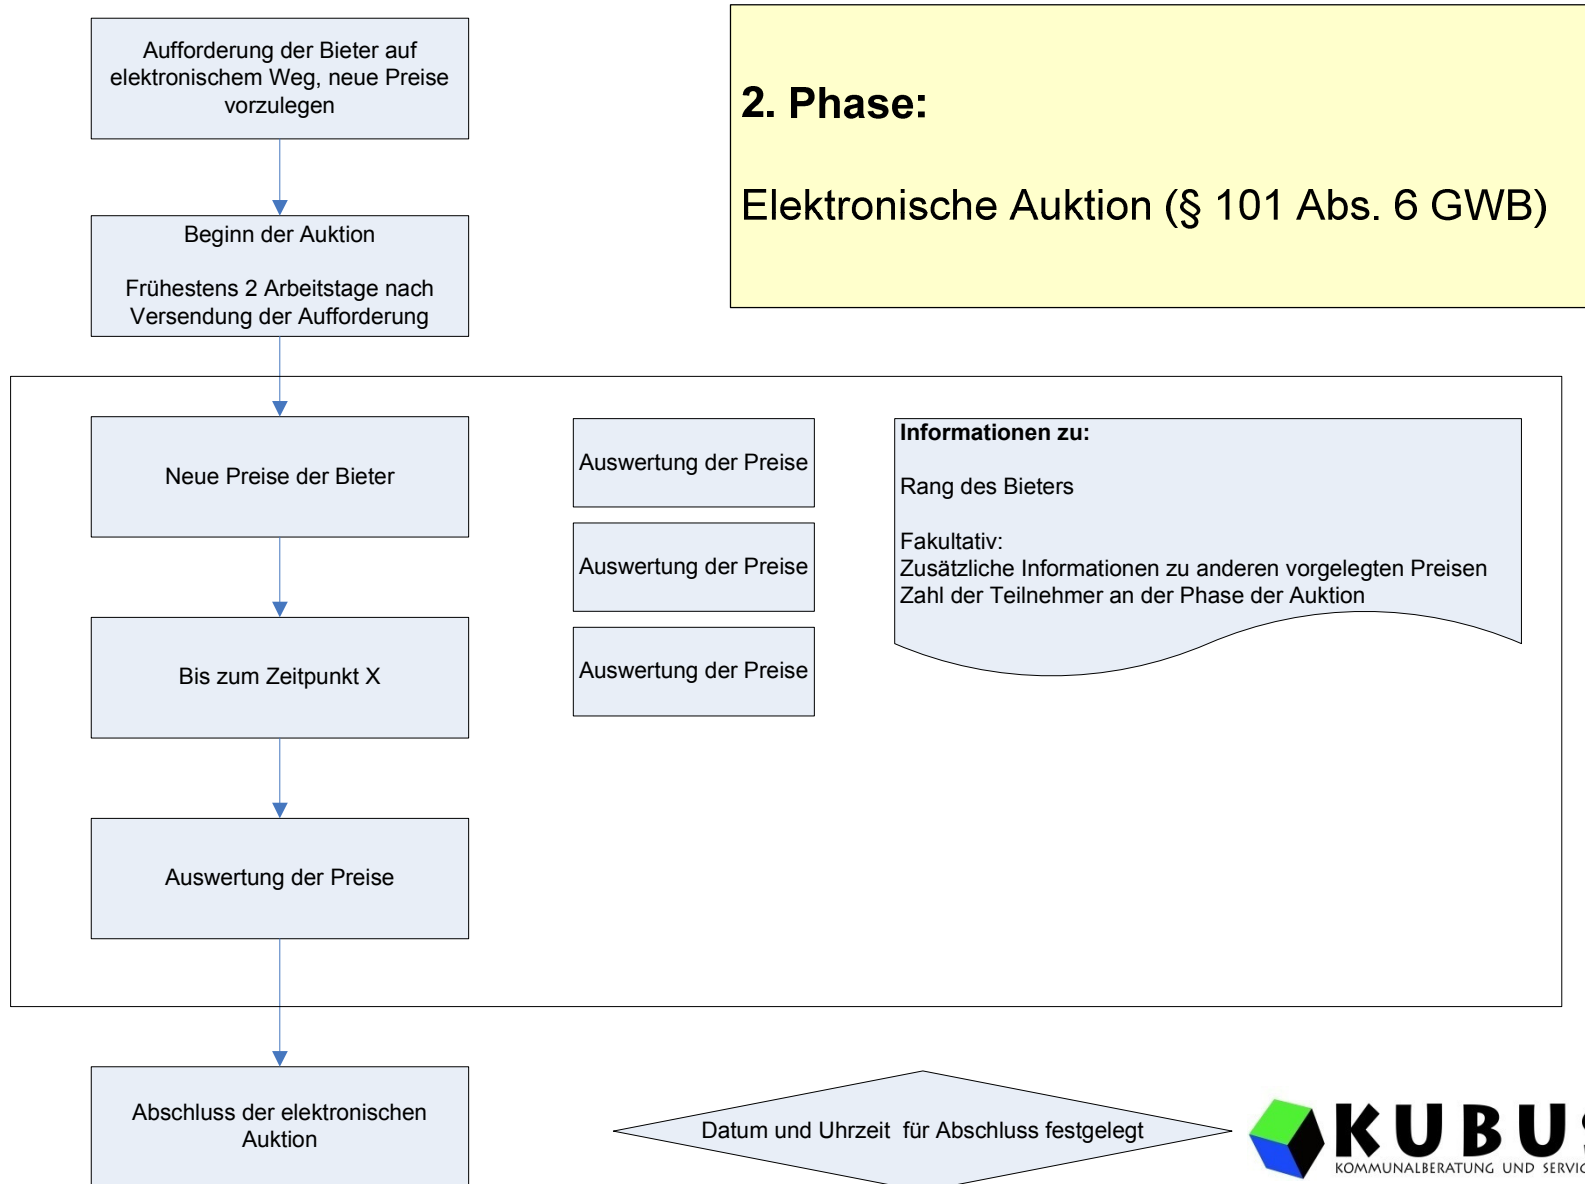 Aufforderung der Bieter auf
elektronischem Weg, neue Preise
vorzulegen
2. Phase:
Elektronische Auktion (§ 101 Abs. 6 GWB)
Beginn der Auktion
Frühestens 2 Arbeitstage nach
Versendung der Aufforderung
Neue Preise der Bieter
Bis zum Zeitpunkt X
Auswertung der Preise
Auswertung der Preise
Auswertung der Preise
Auswertung der Preise
Informationen zu:
Rang des Bieters
Fakultativ:
Zusätzliche Informationen zu anderen vorgelegten Preisen
Zahl der Teilnehmer an der Phase der Auktion
Abschluss der elektronischen
Auktion
Datum und Uhrzeit für Abschluss festgelegt
KUBUS
KOMMUNALBERATUNG UND SERVIC